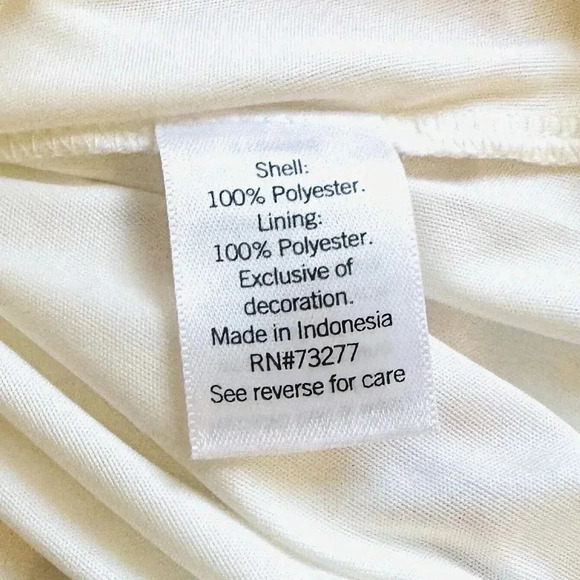 Shell:
100% Polyester.
Lining:
100% Polyester.
Exclusive of
decoration.
Made in Indonesia
RN#73277
See reverse for care